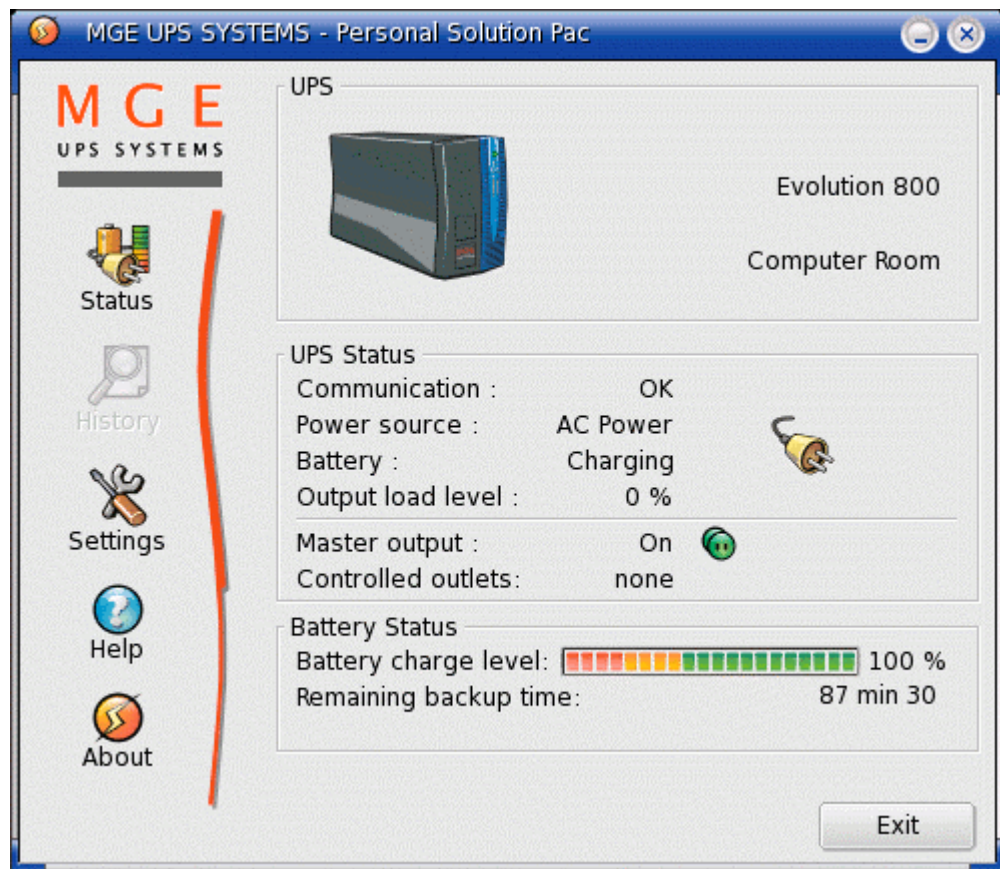 MGE UPS SYSTEMS - Personal Solution Pac
MGE
UPS SYSTEMS
Status
History
Settings
Help
About
UPS
Evolution 800
Computer Room
UPS Status
Communication : OK
Power source : AC Power
Battery : Charging
Output load level : 0 %
Master output : On
Controlled outlets: none
Battery Status
Battery charge level: 100 %
Remaining backup time: 87 min 30
Exit